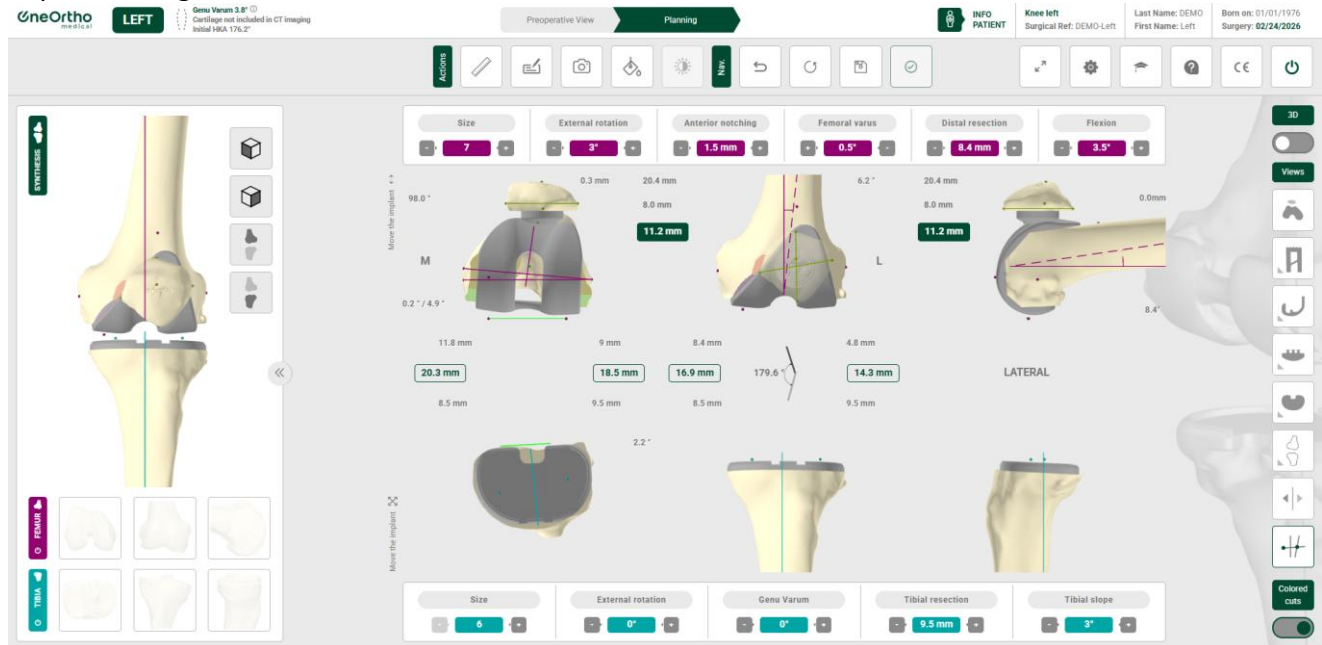 OneOrtho
medical
LEFT
Genu Varum 3.8°
Cartilage not included in CT imaging
Initial HKA 176.2°
Preoperative View
Planning
INFO
PATIENT
Knee left
Surgical Ref: DEMO-Left
Last Name: DEMO
First Name: Left
Born on: 01/01/1976
Surgery: 02/24/2026
Actions
Nav.
CE
SYNTHESIS
Size
External rotation
Anterior notching
Femoral varus
Distal resection
Flexion
- 7 +
- 3° +
- 1.5 mm +
+ 0.5° -
- 8.4 mm +
- 3.5° +
3D
Views
Move the implant
98.0 °
0.3 mm
20.4 mm
8.0 mm
11.2 mm
6.2 °
20.4 mm
8.0 mm
11.2 mm
0.0mm
M
L
0.2 ° / 4.9 °
8.4°
11.8 mm
9 mm
8.4 mm
4.8 mm
20.3 mm
18.5 mm
16.9 mm
179.6 °
14.3 mm
LATERAL
8.5 mm
9.5 mm
8.5 mm
9.5 mm
2.2 °
Move the implant
FEMUR
TIBIA
Size
External rotation
Genu Varum
Tibial resection
Tibial slope
- 6 +
- 0° +
- 0° +
- 9.5 mm +
- 3° +
Colored
cuts